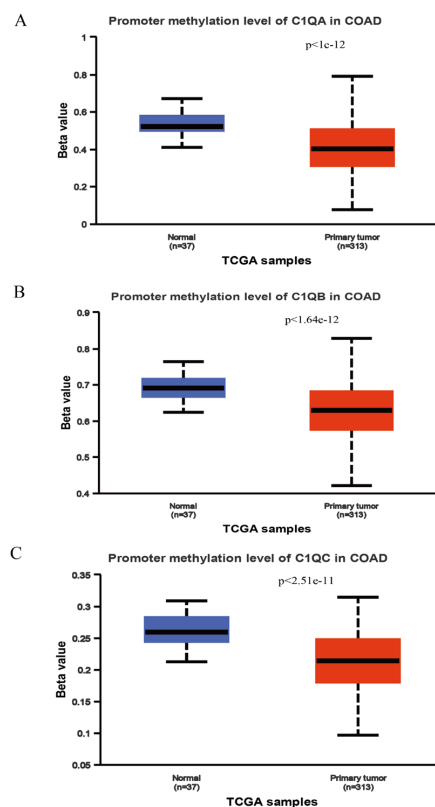 A
Promoter methylation level of C1QA in COAD
p<1c-12
1
0.8
0.6
0.4
0.2
0
Beta value
Normal
(n=37)
Primary tumor
(n=313)
TCGA samples
B
Promoter methylation level of C1QB in COAD
p<1.64e-12
0.9
0.8
0.7
0.6
0.5
0.4
Beta value
Normal
(n=37)
Primary tumor
(n=313)
TCGA samples
C
Promoter methylation level of C1QC in COAD
p<2.51e-11
0.35
0.3
0.25
0.2
0.15
0.1
0.05
Beta value
Normal
(n=37)
Primary tumor
(n=313)
TCGA samples